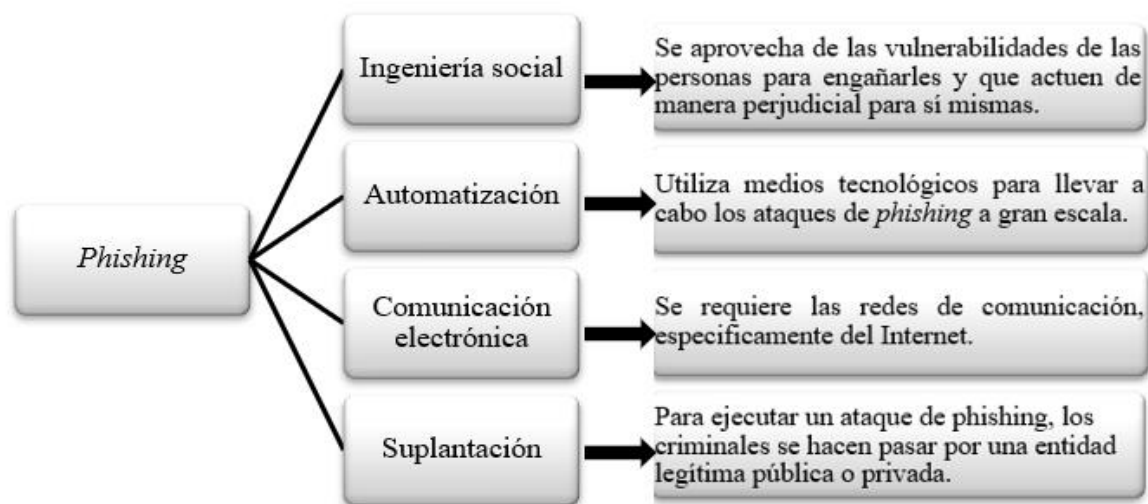 Phishing
Ingeniería social
Se aprovecha de las vulnerabilidades de las
personas para engañarles y que actuen de
manera perjudicial para sí mismas.
Automatización
Utiliza medios tecnológicos para llevar a
cabo los ataques de phishing a gran escala.
Comunicación
electrónica
Se requiere las redes de comunicación,
específicamente del Internet.
Suplantación
Para ejecutar un ataque de phishing, los
criminales se hacen pasar por una entidad
legítima pública o privada.